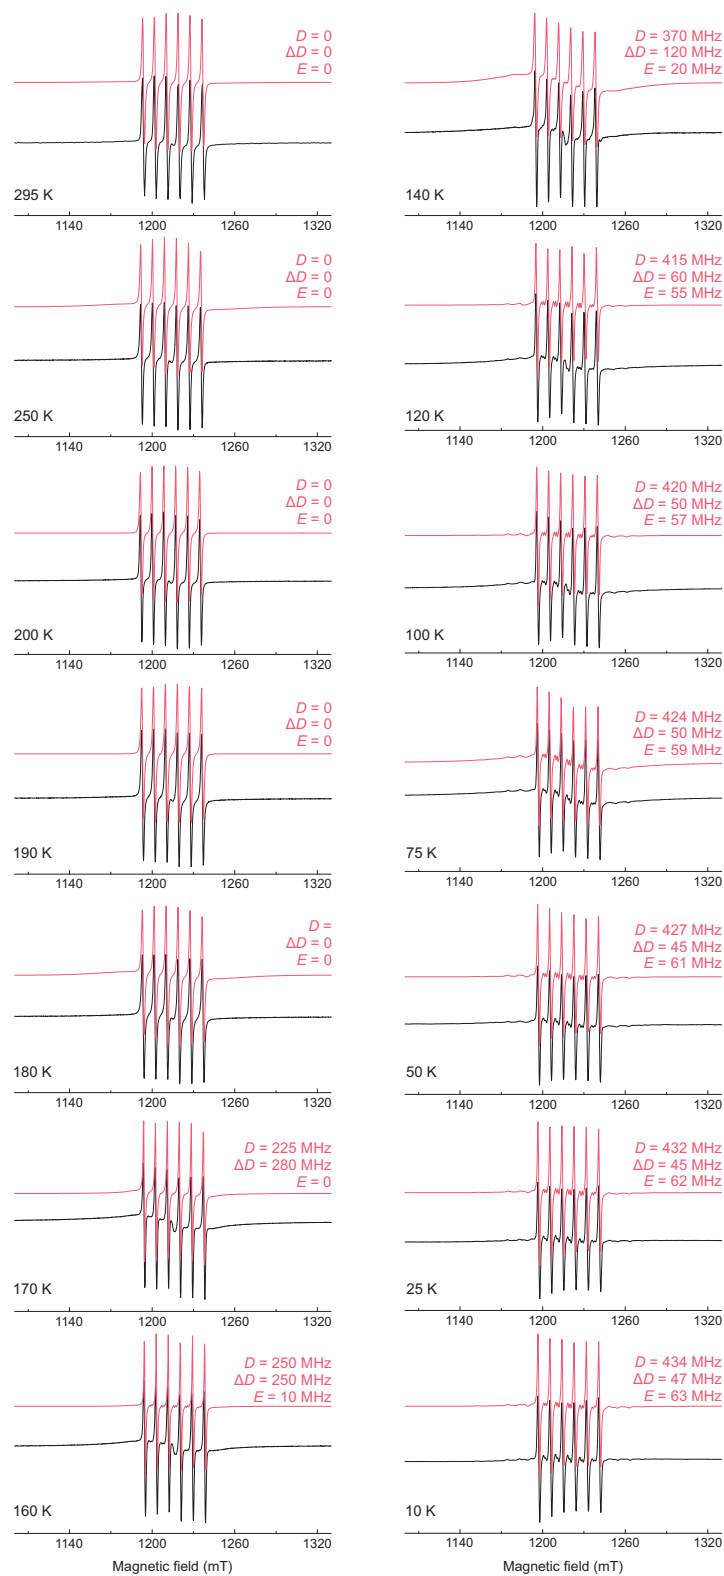 D = 0
ΔD = 0
E = 0
295 K
1140 1200 1260 1320
D = 0
ΔD = 0
E = 0
250 K
1140 1200 1260 1320
D = 0
ΔD = 0
E = 0
200 K
1140 1200 1260 1320
D = 0
ΔD = 0
E = 0
190 K
1140 1200 1260 1320
D =
ΔD = 0
E = 0
180 K
1140 1200 1260 1320
D = 225 MHz
ΔD = 280 MHz
E = 0
170 K
1140 1200 1260 1320
D = 250 MHz
ΔD = 250 MHz
E = 10 MHz
160 K
1140 1200 1260 1320
Magnetic field (mT)
D = 370 MHz
ΔD = 120 MHz
E = 20 MHz
140 K
1140 1200 1260 1320
D = 415 MHz
ΔD = 60 MHz
E = 55 MHz
120 K
1140 1200 1260 1320
D = 420 MHz
ΔD = 50 MHz
E = 57 MHz
100 K
1140 1200 1260 1320
D = 424 MHz
ΔD = 50 MHz
E = 59 MHz
75 K
1140 1200 1260 1320
D = 427 MHz
ΔD = 45 MHz
E = 61 MHz
50 K
1140 1200 1260 1320
D = 432 MHz
ΔD = 45 MHz
E = 62 MHz
25 K
1140 1200 1260 1320
D = 434 MHz
ΔD = 47 MHz
E = 63 MHz
10 K
1140 1200 1260 1320
Magnetic field (mT)